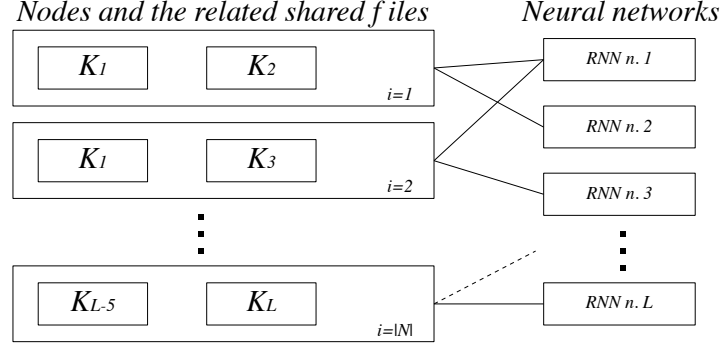 Nodes and the related shared files Neural networks
K1 K2 RNN n. 1
i=1
RNN n. 2
K1 K3 RNN n. 3
i=2
KL-5 KL RNN n. L
i=|N|